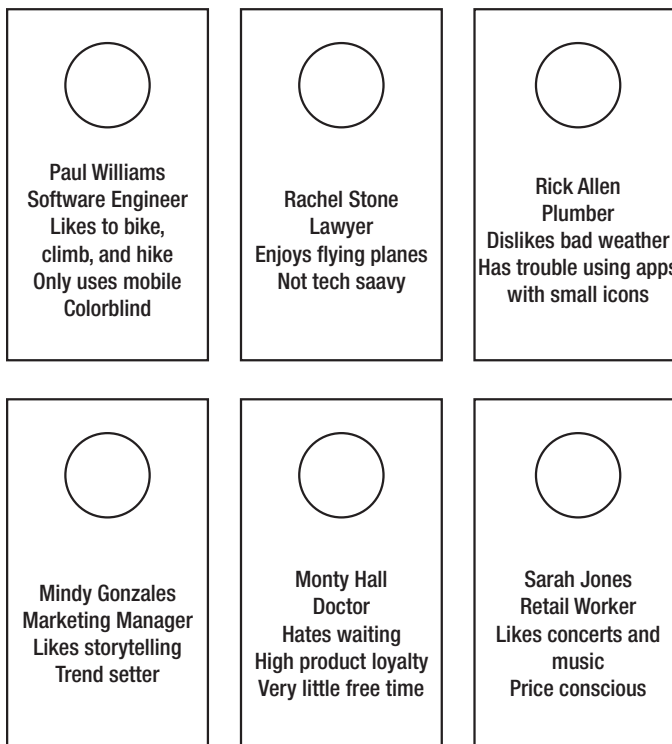 Paul Williams
Software Engineer
Likes to bike,
climb, and hike
Only uses mobile
Colorblind
Rachel Stone
Lawyer
Enjoys flying planes
Not tech saavy
Rick Allen
Plumber
Dislikes bad weather
Has trouble using apps
with small icons
Mindy Gonzales
Marketing Manager
Likes storytelling
Trend setter
Monty Hall
Doctor
Hates waiting
High product loyalty
Very little free time
Sarah Jones
Retail Worker
Likes concerts and
music
Price conscious